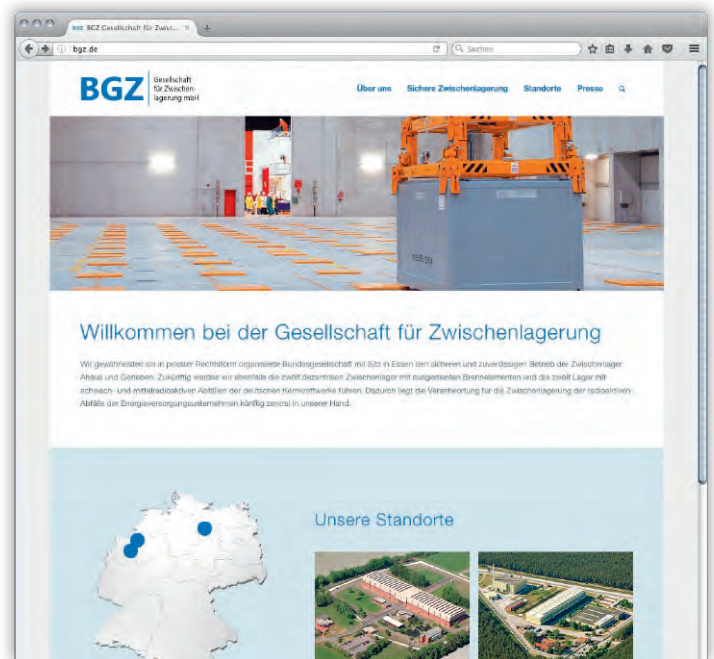 BGZ Gesellschaft für Zwisc...
bgz.de
Suchen
BGZ
Gesellschaft
für Zwischen-
lagerung mbH
Über uns Sichere Zwischenlagerung Standorte Presse
Willkommen bei der Gesellschaft für Zwischenlagerung
Wir gewährleisten als in privater Rechtsform organisierte Bundesgesellschaft mit Sitz in Essen den sicheren und zuverlässigen Betrieb der Zwischenlager
Ahaus und Gorleben. Zukünftig werden wir ebenfalls die zwölf dezentralen Zwischenlager mit ausgedienten Brennelementen und die zwölf Lager mit
schwach- und mittelradioaktiven Abfällen der deutschen Kernkraftwerke führen. Dadurch liegt die Verantwortung für die Zwischenlagerung der radioaktiven
Abfälle der Energieversorgungsunternehmen künftig zentral in unserer Hand.
Unsere Standorte